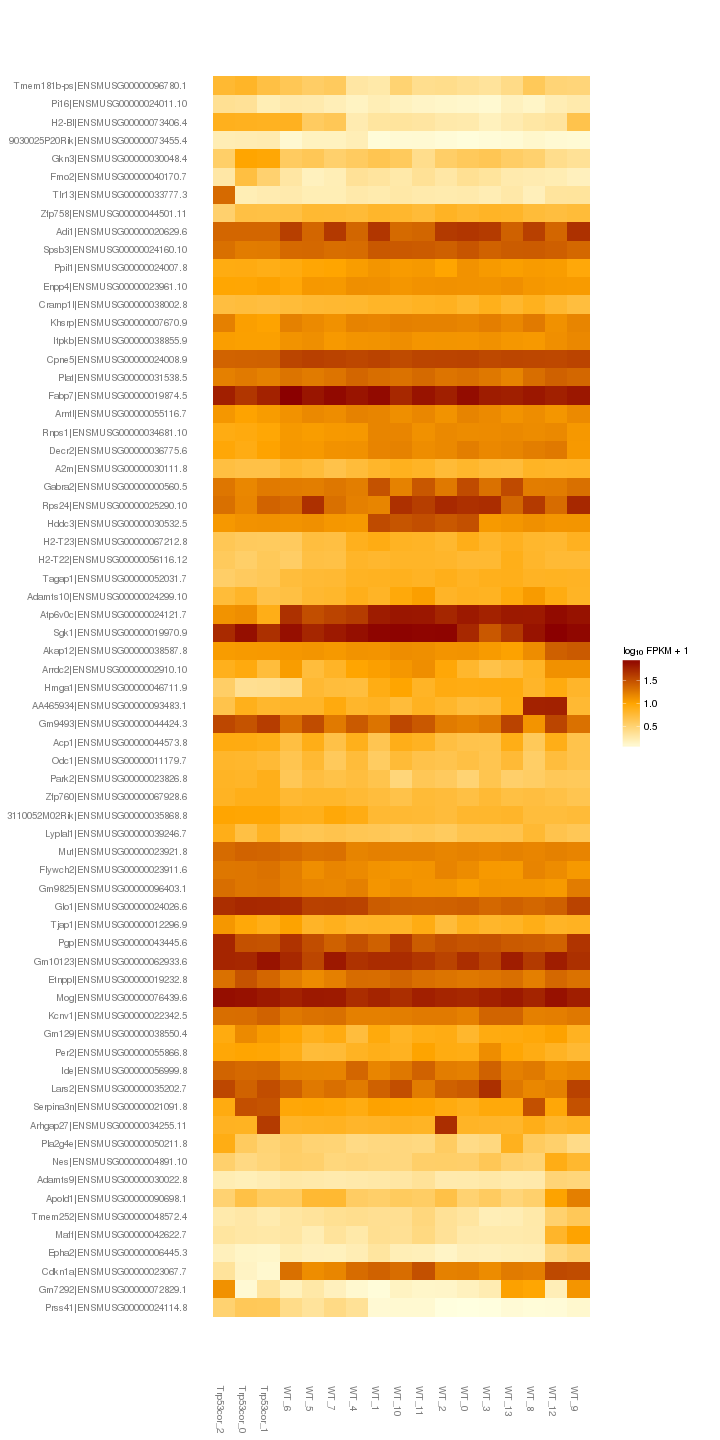 Tmem181b-ps|ENSMUSG00000096780.1
Pi16|ENSMUSG00000024011.10
H2-Bl|ENSMUSG00000073406.4
9030025P20Rik|ENSMUSG00000073455.4
Gkn3|ENSMUSG00000030048.4
Fmo2|ENSMUSG00000040170.7
Tlr13|ENSMUSG00000033777.3
Zfp758|ENSMUSG00000044501.11
Adi1|ENSMUSG00000020629.6
Spsb3|ENSMUSG00000024160.10
Ppil1|ENSMUSG00000024007.8
Enpp4|ENSMUSG00000023961.10
Cramp1l|ENSMUSG00000038002.8
Khsrp|ENSMUSG00000007670.9
Itpkb|ENSMUSG00000038855.9
Cpne5|ENSMUSG00000024008.9
Plat|ENSMUSG00000031538.5
Fabp7|ENSMUSG00000019874.5
Arntl|ENSMUSG00000055116.7
Rnps1|ENSMUSG00000034681.10
Decr2|ENSMUSG00000036775.6
A2m|ENSMUSG00000030111.8
Gabra2|ENSMUSG00000000560.5
Rps24|ENSMUSG00000025290.10
Hddc3|ENSMUSG00000030532.5
H2-T23|ENSMUSG00000067212.8
H2-T22|ENSMUSG00000056116.12
Tagap1|ENSMUSG00000052031.7
Adamts10|ENSMUSG00000024299.10
Atp6v0c|ENSMUSG00000024121.7
Sgk1|ENSMUSG00000019970.9
Akap12|ENSMUSG00000038587.8
Arrdc2|ENSMUSG00000002910.10
Hmga1|ENSMUSG00000046711.9
AA465934|ENSMUSG00000093483.1
Gm9493|ENSMUSG00000044424.3
Acp1|ENSMUSG00000044573.8
Odc1|ENSMUSG00000011179.7
Park2|ENSMUSG00000023826.8
Zfp760|ENSMUSG00000067928.6
3110052M02Rik|ENSMUSG00000035868.8
Lyplal1|ENSMUSG00000039246.7
Mut|ENSMUSG00000023921.8
Flywch2|ENSMUSG00000023911.6
Gm9825|ENSMUSG00000096403.1
Glo1|ENSMUSG00000024026.6
Tjap1|ENSMUSG00000012296.9
Pgp|ENSMUSG00000043445.6
Gm10123|ENSMUSG00000062933.6
Etnppl|ENSMUSG00000019232.8
Mog|ENSMUSG00000076439.6
Kcnv1|ENSMUSG00000022342.5
Gm129|ENSMUSG00000038550.4
Per2|ENSMUSG00000055866.8
Ide|ENSMUSG00000056999.8
Lars2|ENSMUSG00000035202.7
Serpina3n|ENSMUSG00000021091.8
Arhgap27|ENSMUSG00000034255.11
Pla2g4e|ENSMUSG00000050211.8
Nes|ENSMUSG00000004891.10
Adamts9|ENSMUSG00000030022.8
Apold1|ENSMUSG00000090698.1
Tmem252|ENSMUSG00000048572.4
Maff|ENSMUSG00000042622.7
Epha2|ENSMUSG00000006445.3
Cdkn1a|ENSMUSG00000023067.7
Gm7292|ENSMUSG00000072829.1
Prss41|ENSMUSG00000024114.8
log₁₀ FPKM + 1
1.5
1.0
0.5
Trp53cor_2
Trp53cor_0
Trp53cor_1
WT_6
WT_5
WT_7
WT_4
WT_1
WT_10
WT_11
WT_2
WT_0
WT_3
WT_13
WT_8
WT_12
WT_9